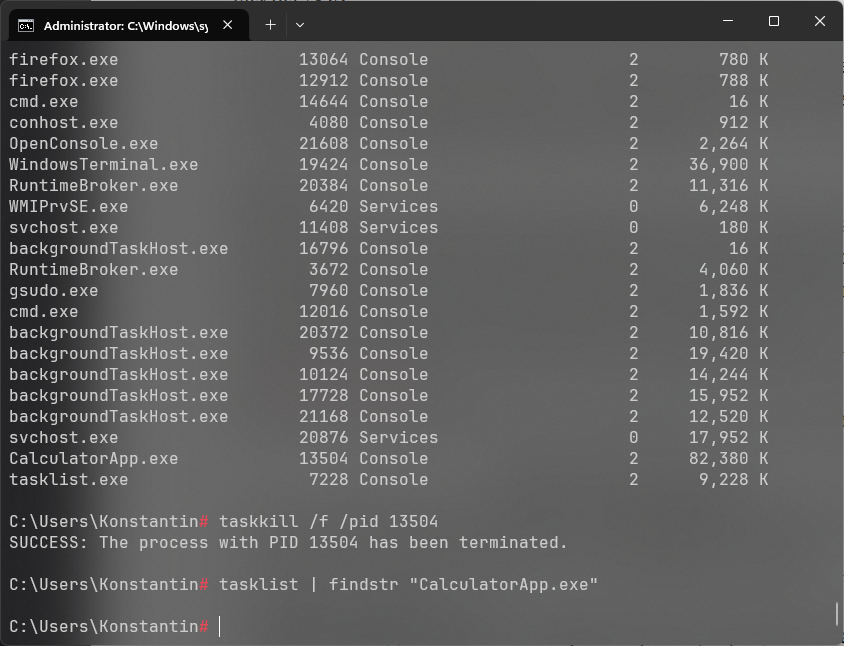 Administrator: C:\Windows\sy
firefox.exe 13064 Console 2 780 K
firefox.exe 12912 Console 2 788 K
cmd.exe 14644 Console 2 16 K
conhost.exe 4080 Console 2 912 K
OpenConsole.exe 21608 Console 2 2,264 K
WindowsTerminal.exe 19424 Console 2 36,900 K
RuntimeBroker.exe 20384 Console 2 11,316 K
WMIPrvSE.exe 6420 Services 0 6,248 K
svchost.exe 11408 Services 0 180 K
backgroundTaskHost.exe 16796 Console 2 16 K
RuntimeBroker.exe 3672 Console 2 4,060 K
gsudo.exe 7960 Console 2 1,836 K
cmd.exe 12016 Console 2 1,592 K
backgroundTaskHost.exe 20372 Console 2 10,816 K
backgroundTaskHost.exe 9536 Console 2 19,420 K
backgroundTaskHost.exe 10124 Console 2 14,244 K
backgroundTaskHost.exe 17728 Console 2 15,952 K
backgroundTaskHost.exe 21168 Console 2 12,520 K
svchost.exe 20876 Services 0 17,952 K
CalculatorApp.exe 13504 Console 2 82,380 K
tasklist.exe 7228 Console 2 9,228 K
C:\Users\Konstantin# taskkill /f /pid 13504
SUCCESS: The process with PID 13504 has been terminated.
C:\Users\Konstantin# tasklist | findstr "CalculatorApp.exe"
C:\Users\Konstantin#